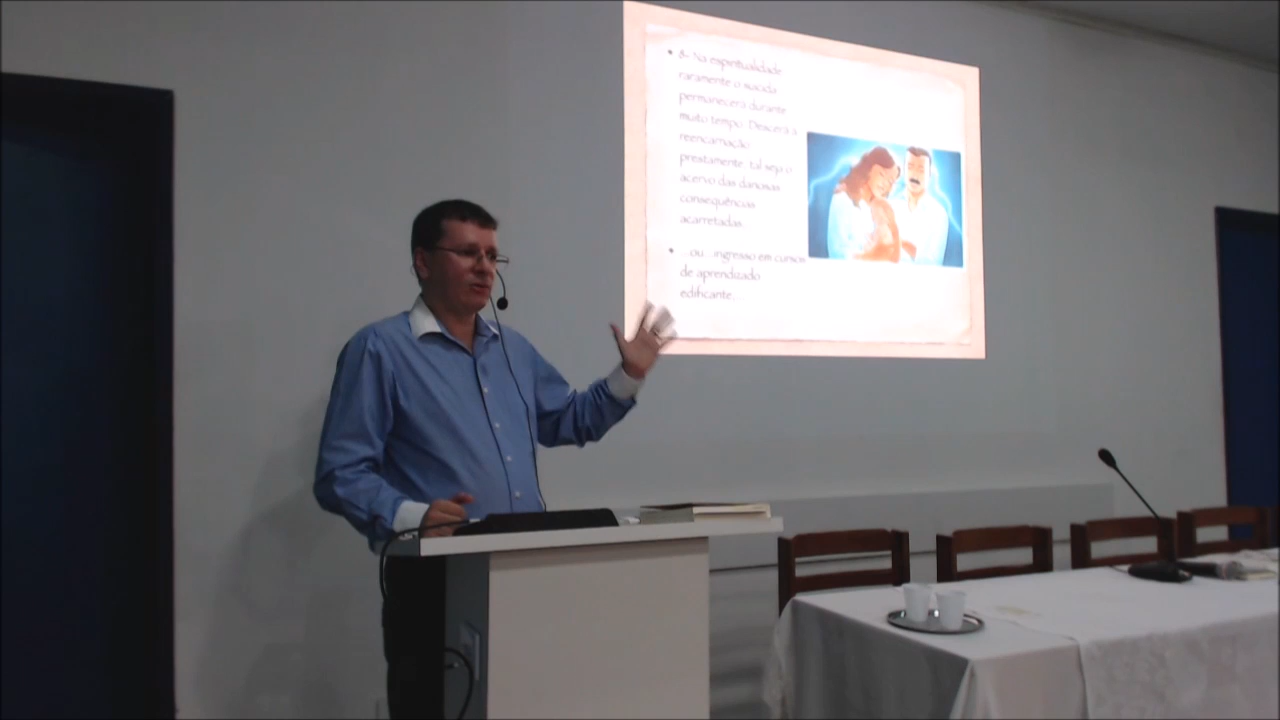 • 8- Na espiritualidade
raramente o suicida
permanecerá durante
muito tempo. Descerá à
reencarnação
prestamente, tal seja o
acervo das danosas
consequências
acarretadas.
• ...ou...ingresso em cursos
de aprendizado
edificante,...